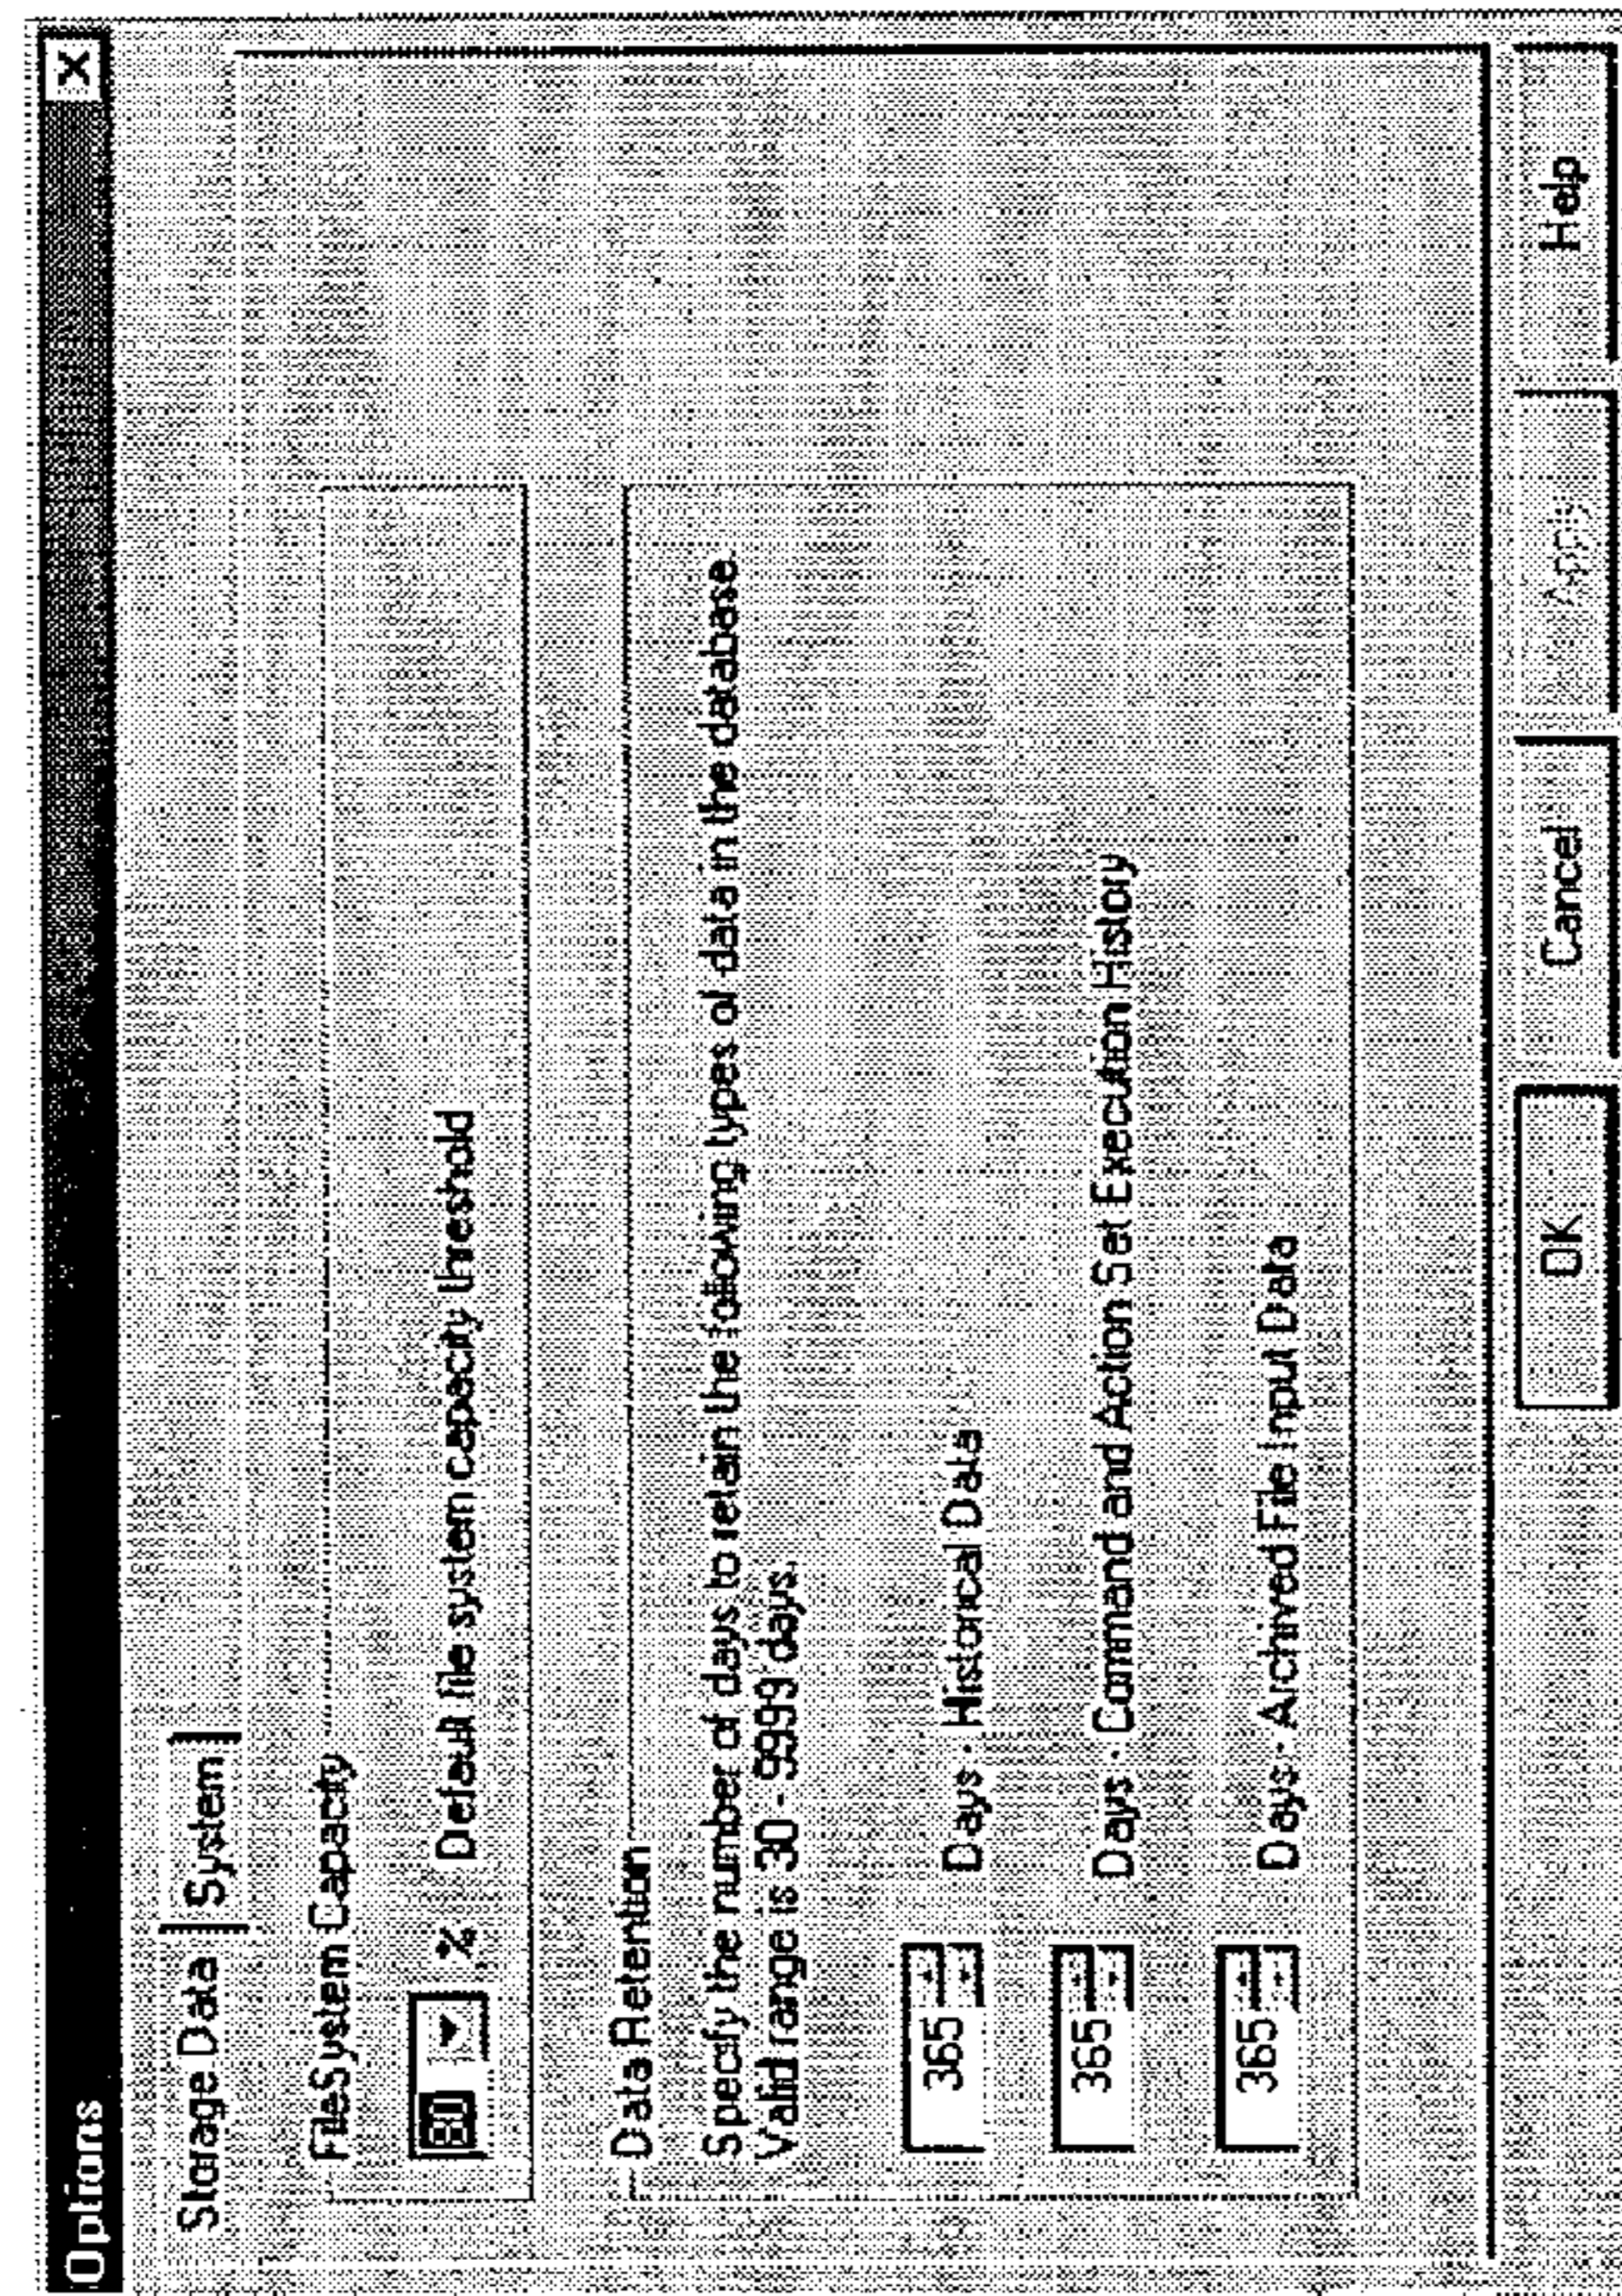 Options
X
Storage Data
System
FileSystem Capacity
80 % Default file system capacity threshold
Data Retention
Specify the number of days to retain the following types of data in the database.
Valid range is 30 - 9999 days.
365 Days - Historical Data
365 Days - Command and Action Set Execution History
365 Days - Archived File Input Data
OK
Cancel
Apply
Help